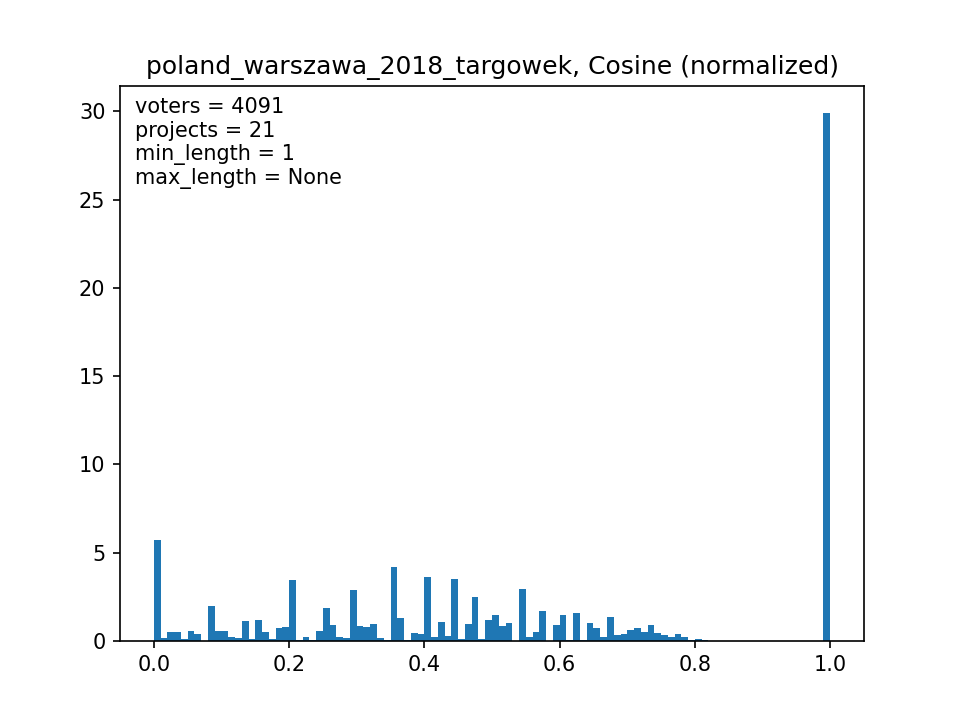 poland_warszawa_2018_targowek, Cosine (normalized)
voters = 4091
projects = 21
min_length = 1
max_length = None
30
25
20
15
10
5
0
0.0 0.2 0.4 0.6 0.8 1.0